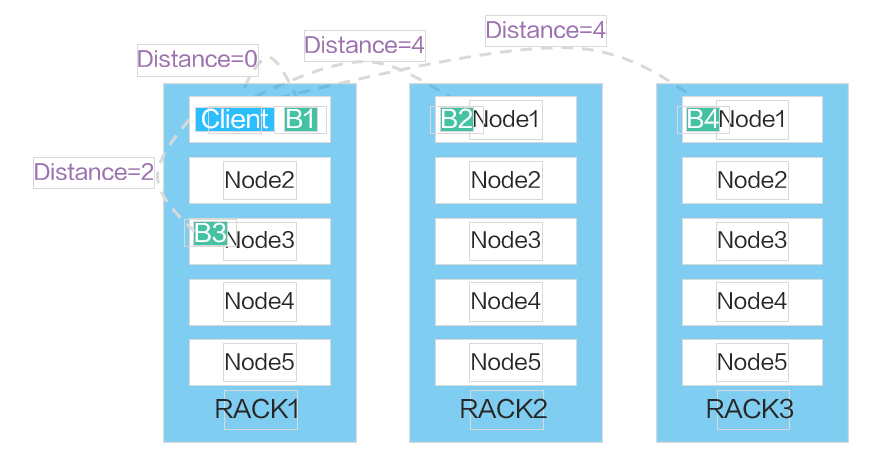 Distance=4
Distance=4
Distance=0
Client B1
B2 Node1
B4 Node1
Distance=2
Node2
Node2
Node2
B3 Node3
Node3
Node3
Node4
Node4
Node4
Node5
Node5
Node5
RACK1
RACK2
RACK3